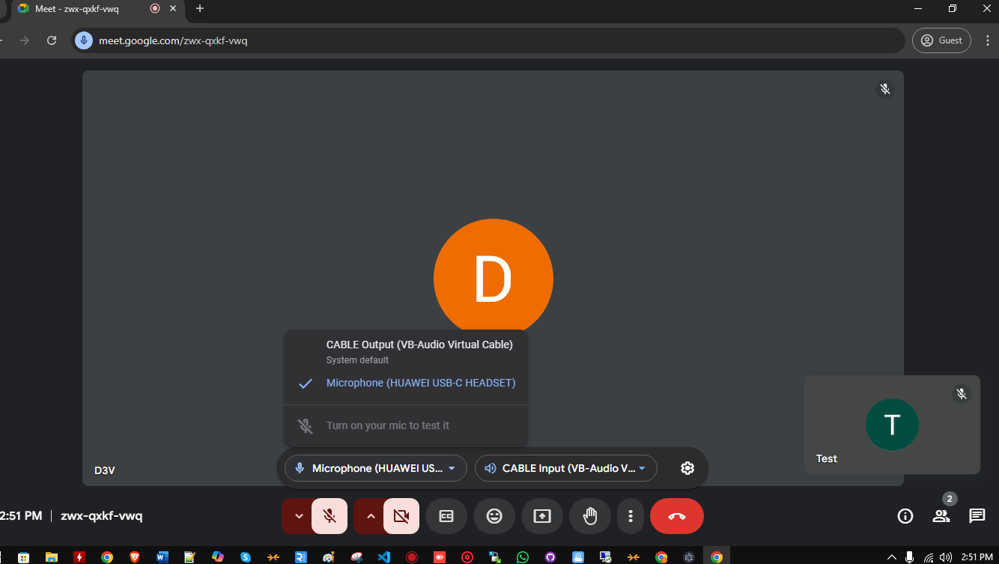 Meet - zwx-qxkf-vwq
meet.google.com/zwx-qxkf-vwq
Guest
D
CABLE Output (VB-Audio Virtual Cable)
System default
Microphone (HUAWEI USB-C HEADSET)
Turn on your mic to test it
T
Test
D3V
Microphone (HUAWEI US...
CABLE Input (VB-Audio V...
2:51 PM | zwx-qxkf-vwq
CC
2
2:51 PM